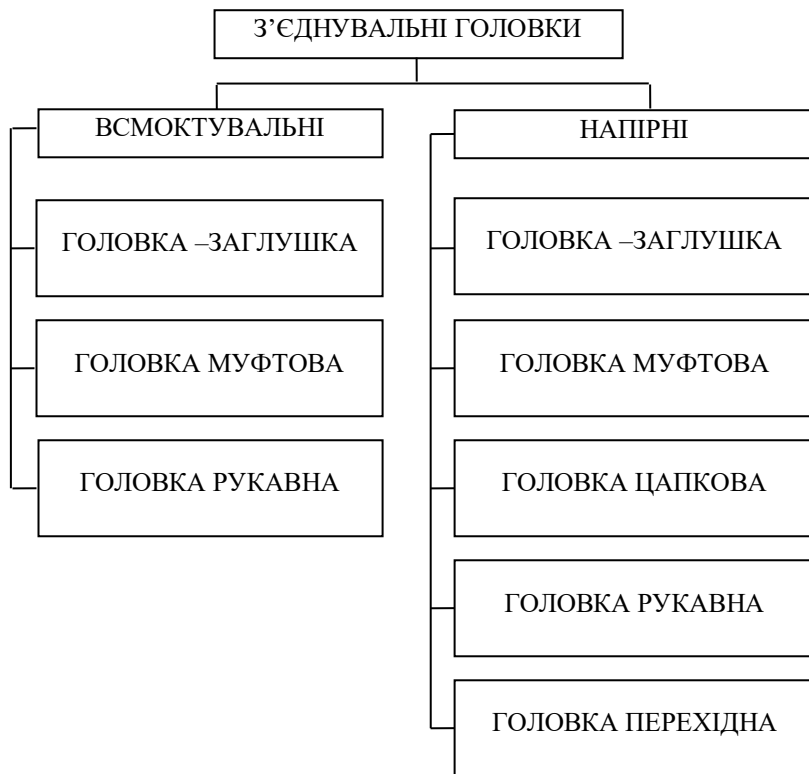 З’ЄДНУВАЛЬНІ ГОЛОВКИ
ВСМОКТУВАЛЬНІ
ГОЛОВКА –ЗАГЛУШКА
ГОЛОВКА МУФТОВА
ГОЛОВКА РУКАВНА
НАПІРНІ
ГОЛОВКА –ЗАГЛУШКА
ГОЛОВКА МУФТОВА
ГОЛОВКА ЦАПКОВА
ГОЛОВКА РУКАВНА
ГОЛОВКА ПЕРЕХІДНА